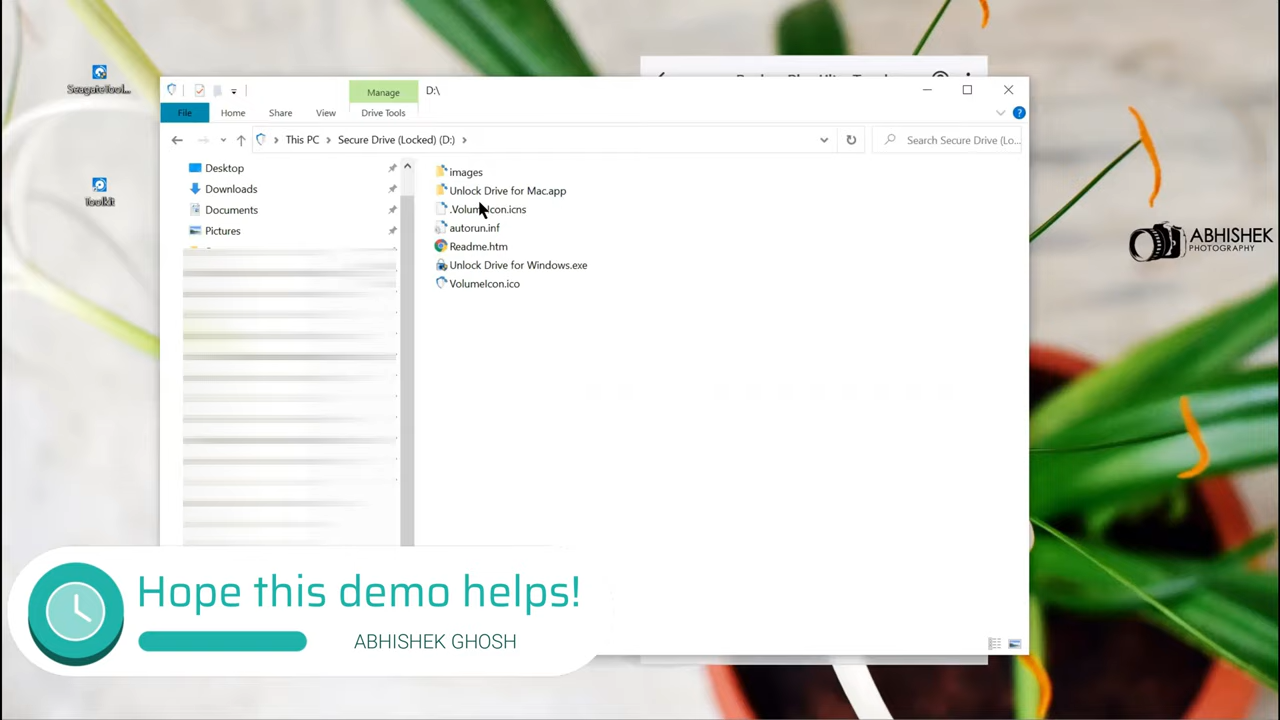 SeagateTool...
Toolkit
Manage
D:\
File
Home
Share
View
Drive Tools
This PC
Secure Drive (Locked) (D:)
Search Secure Drive (Lo...
Desktop
Downloads
Documents
Pictures
images
Unlock Drive for Mac.app
.VolumeIcon.icns
autorun.inf
Readme.htm
Unlock Drive for Windows.exe
VolumeIcon.ico
ABHISHEK
PHOTOGRAPHY
Hope this demo helps!
ABHISHEK GHOSH